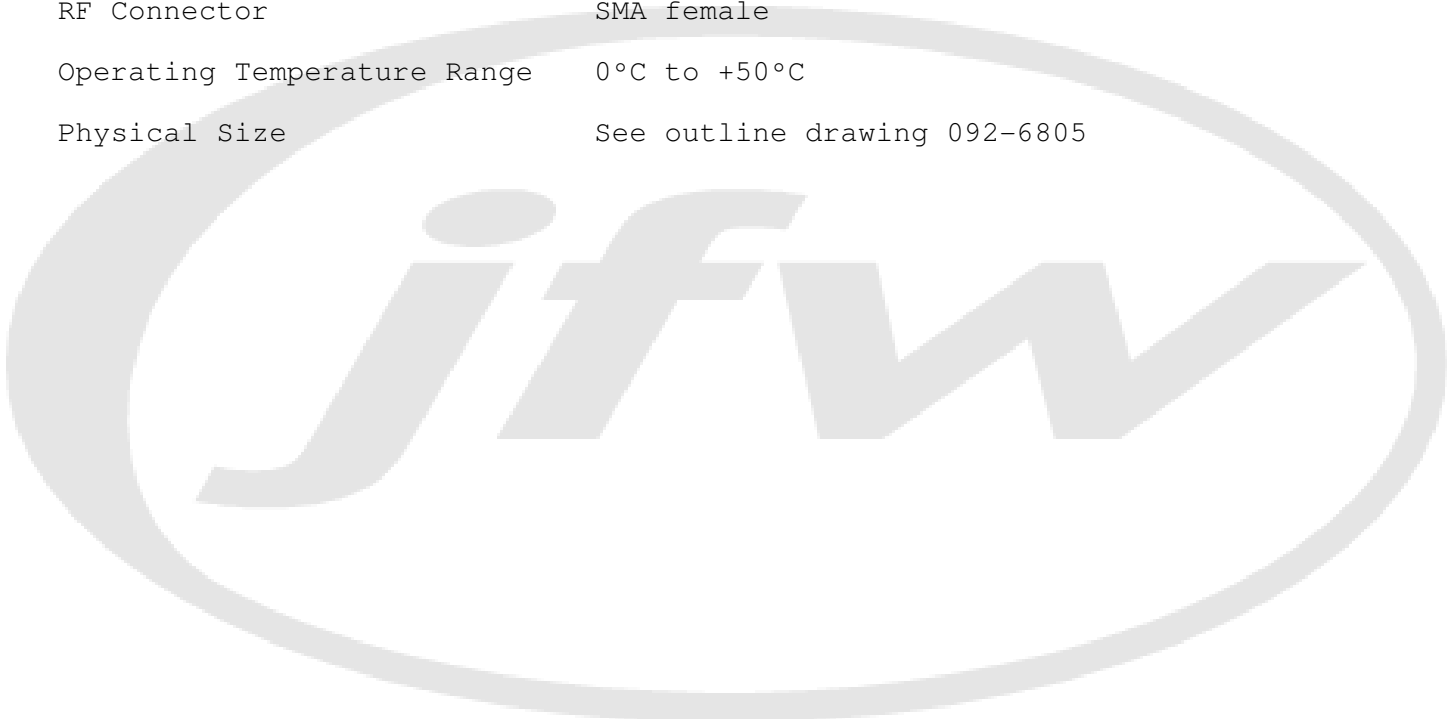 RF Connector SMA female
Operating Temperature Range 0°C to +50°C
Physical Size See outline drawing 092-6805
jfw